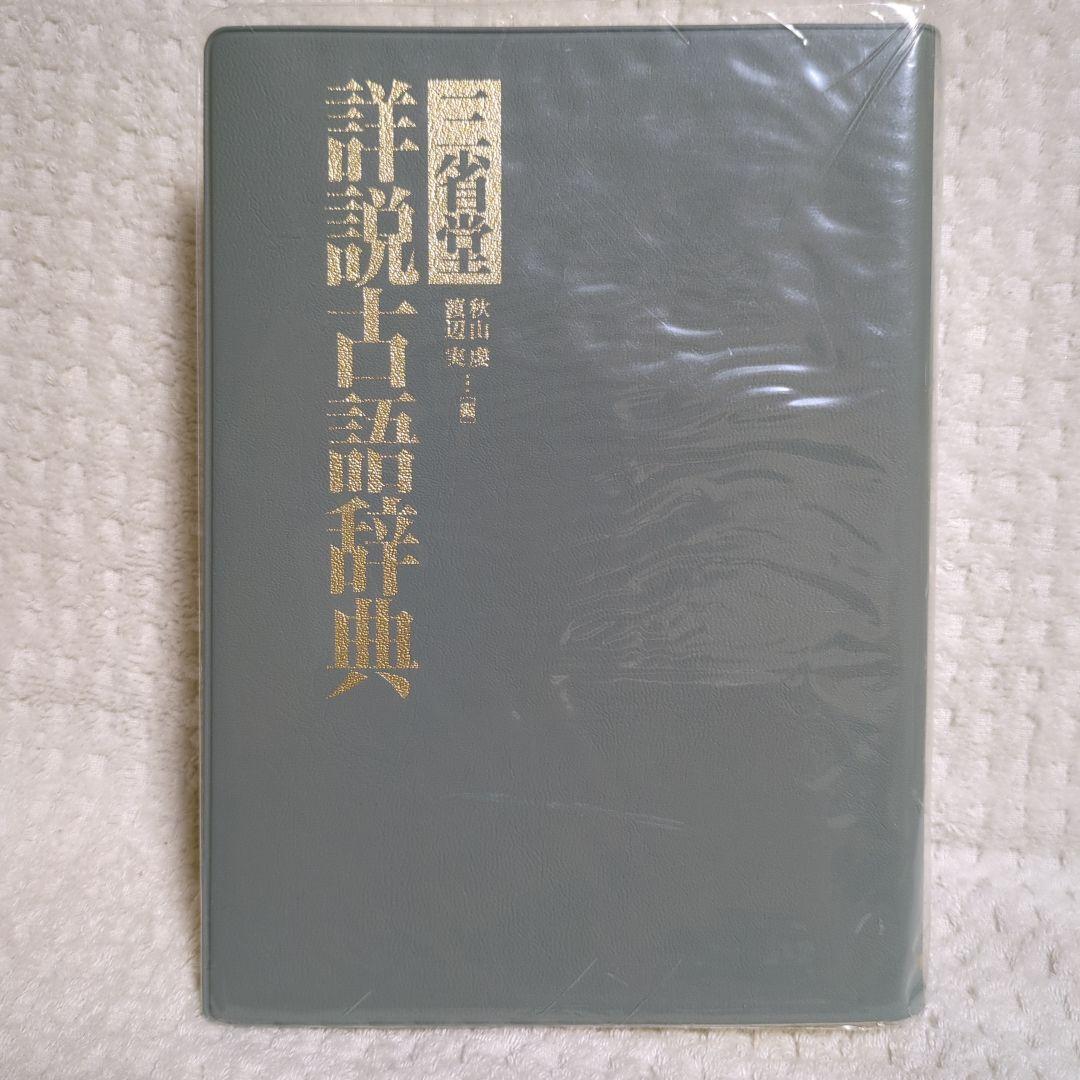 三省堂
詳説古語辞典
秋山虔
渡辺実…[編]